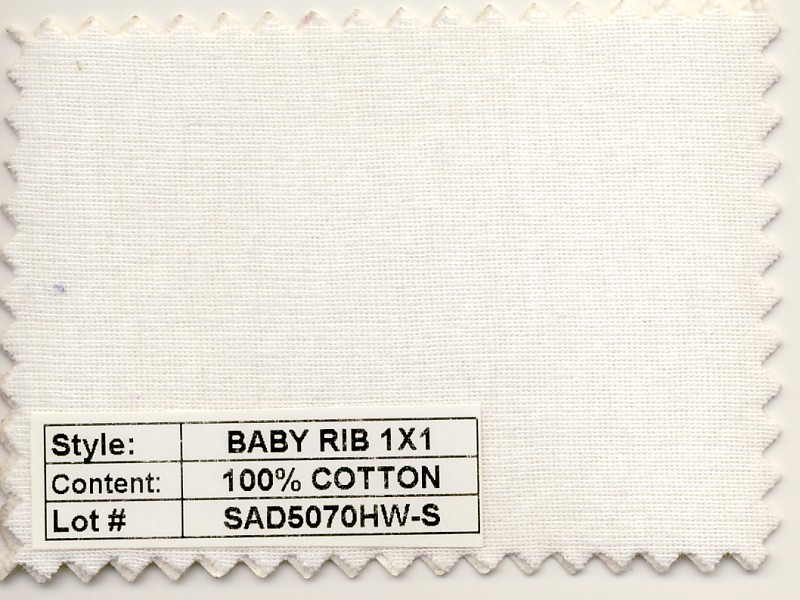 Style: BABY RIB 1X1
Content: 100% COTTON
Lot # SAD5070HW-S